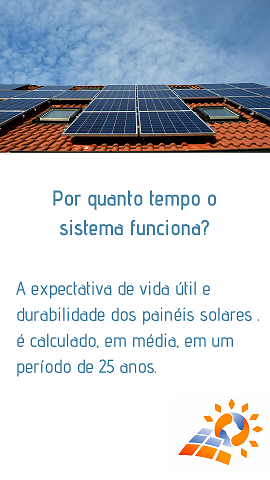 Por quanto tempo o
sistema funciona?
A expectativa de vida útil e
durabilidade dos painéis solares .
é calculado, em média, em um
período de 25 anos.